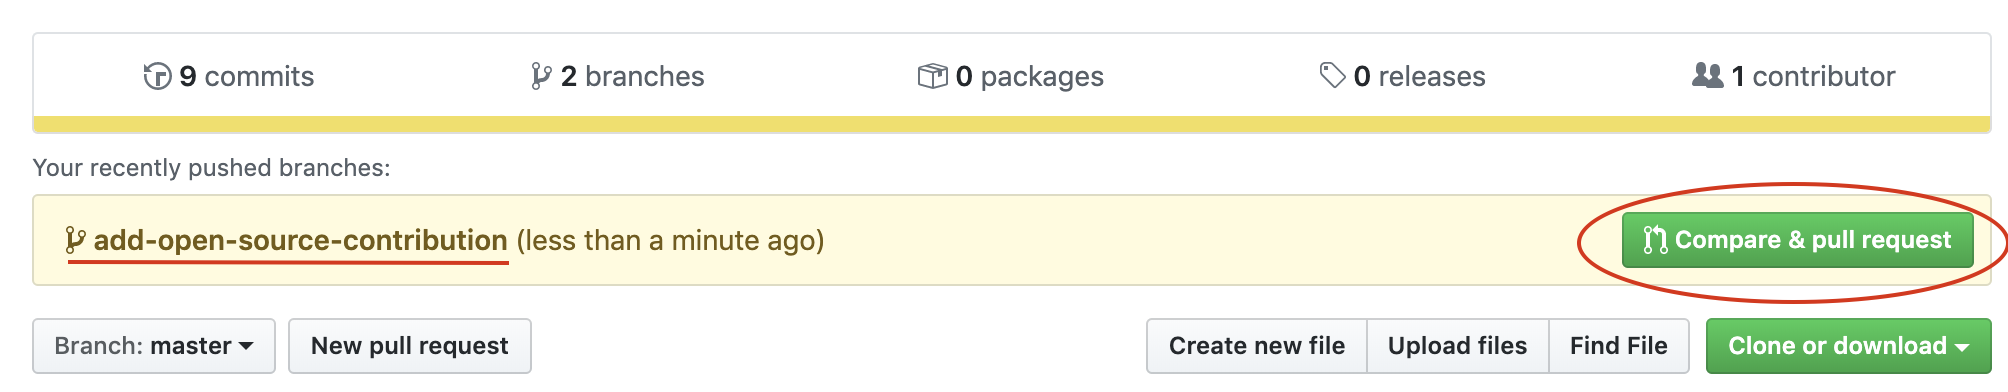 9 commits 2 branches 0 packages 0 releases 1 contributor
Your recently pushed branches:
add-open-source-contribution (less than a minute ago) Compare & pull request
Branch: master New pull request Create new file Upload files Find File Clone or download